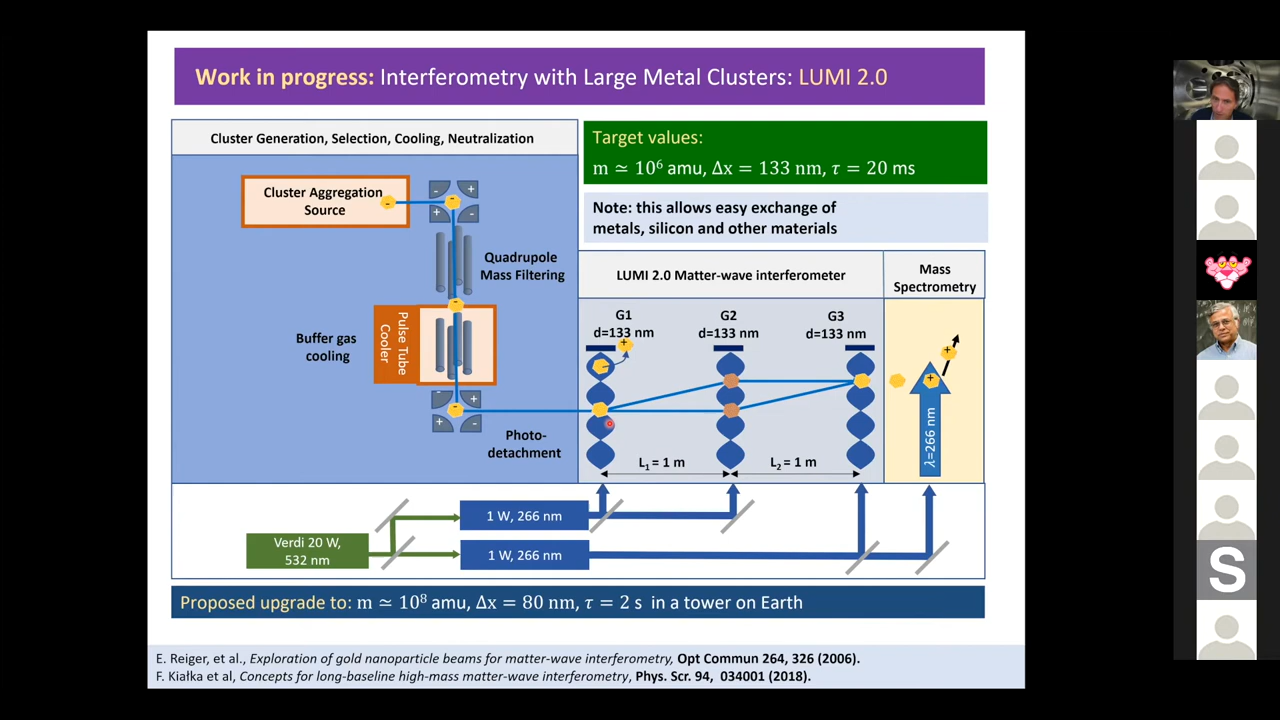 Work in progress: Interferometry with Large Metal Clusters: LUMI 2.0
Cluster Generation, Selection, Cooling, Neutralization
Cluster Aggregation
Source
-
-
+
+
-
-
Quadrupole
Mass Filtering
-
Buffer gas
cooling
Pulse Tube
Cooler
-
+
+
-
-
Photo-
detachment
Target values:
m ≃ 10⁶ amu, Δx = 133 nm, τ = 20 ms
Note: this allows easy exchange of
metals, silicon and other materials
LUMI 2.0 Matter-wave interferometer
Mass
Spectrometry
G1
d=133 nm
G2
d=133 nm
G3
d=133 nm
+
+
+
L₁ = 1 m
L₂ = 1 m
λ=266 nm
Verdi 20 W,
532 nm
1 W, 266 nm
1 W, 266 nm
Proposed upgrade to: m ≃ 10⁸ amu, Δx = 80 nm, τ = 2 s in a tower on Earth
E. Reiger, et al., Exploration of gold nanoparticle beams for matter-wave interferometry, Opt Commun 264, 326 (2006).
F. Kiałka et al, Concepts for long-baseline high-mass matter-wave interferometry, Phys. Scr. 94, 034001 (2018).
S